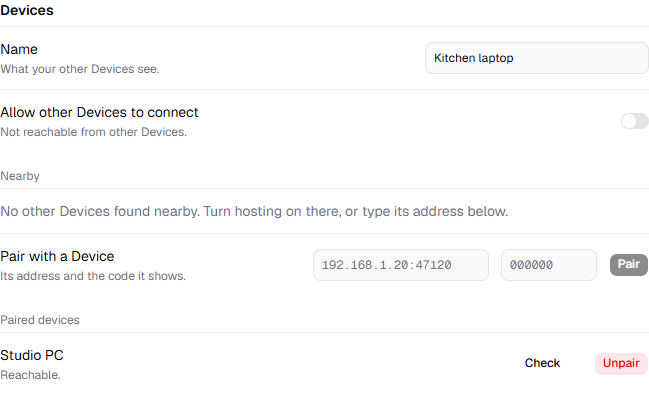 Devices
Name
What your other Devices see.
Kitchen laptop
Allow other Devices to connect
Not reachable from other Devices.
Nearby
No other Devices found nearby. Turn hosting on there, or type its address below.
Pair with a Device
Its address and the code it shows.
192.168.1.20:47120
000000
Pair
Paired devices
Studio PC
Reachable.
Check
Unpair